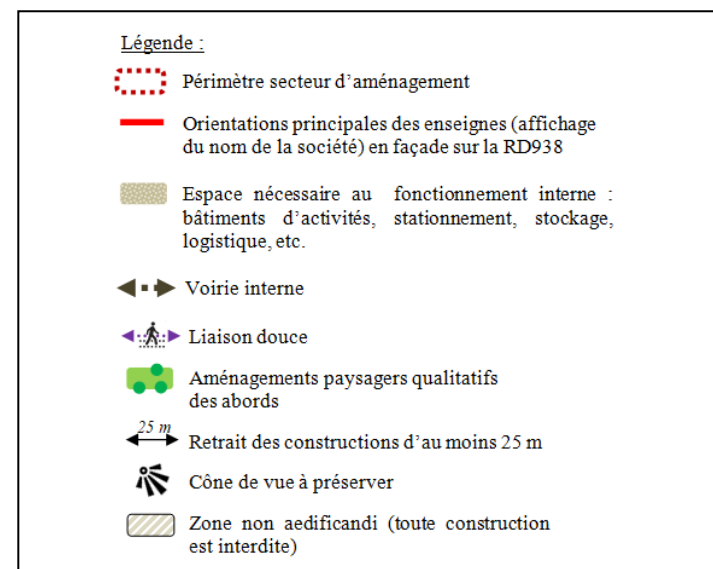 Légende :
Périmètre secteur d'aménagement
Orientations principales des enseignes (affichage
du nom de la société) en façade sur la RD938
Espace nécessaire au fonctionnement interne :
bâtiments d'activités, stationnement, stockage,
logistique, etc.
Voirie interne
Liaison douce
Aménagements paysagers qualitatifs
des abords
25 m
Retrait des constructions d'au moins 25 m
Cône de vue à préserver
Zone non aedificandi (toute construction
est interdite)